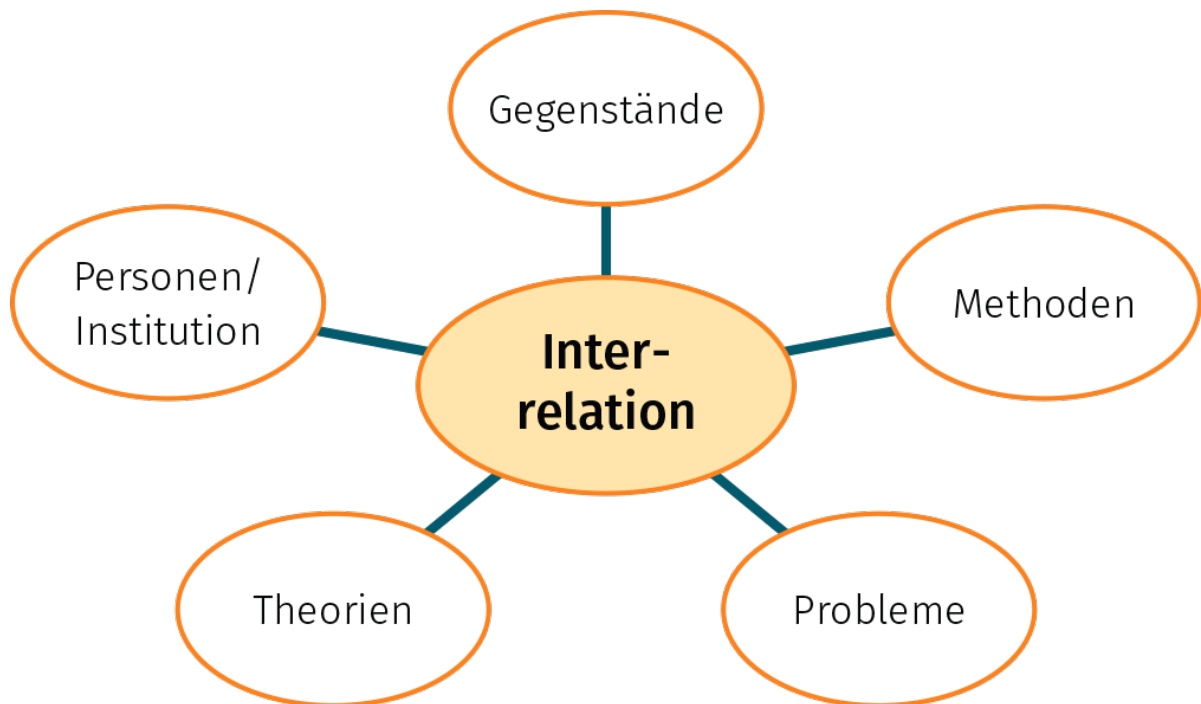 Gegenstände
Personen/
Institution
Methoden
Inter-
relation
Theorien
Probleme